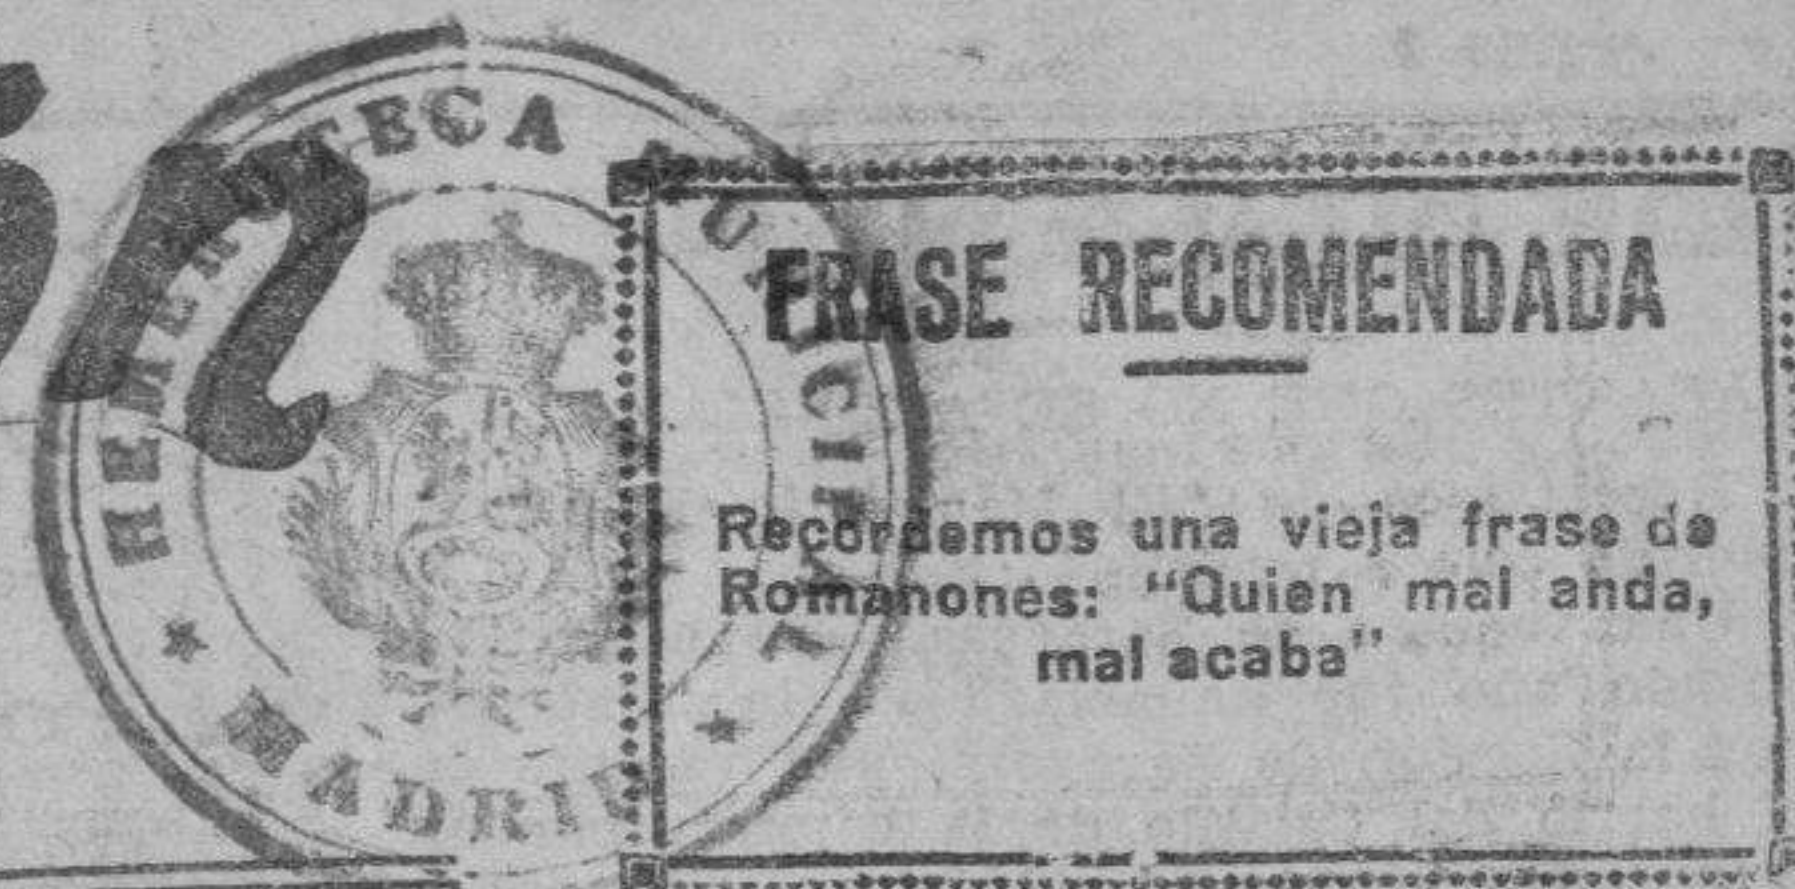 HEMEROTECA MUNICIPAL
MADRID
FRASE RECOMENDADA
Recordemos una vieja frase de
Romanones: “Quien mal anda,
mal acaba”